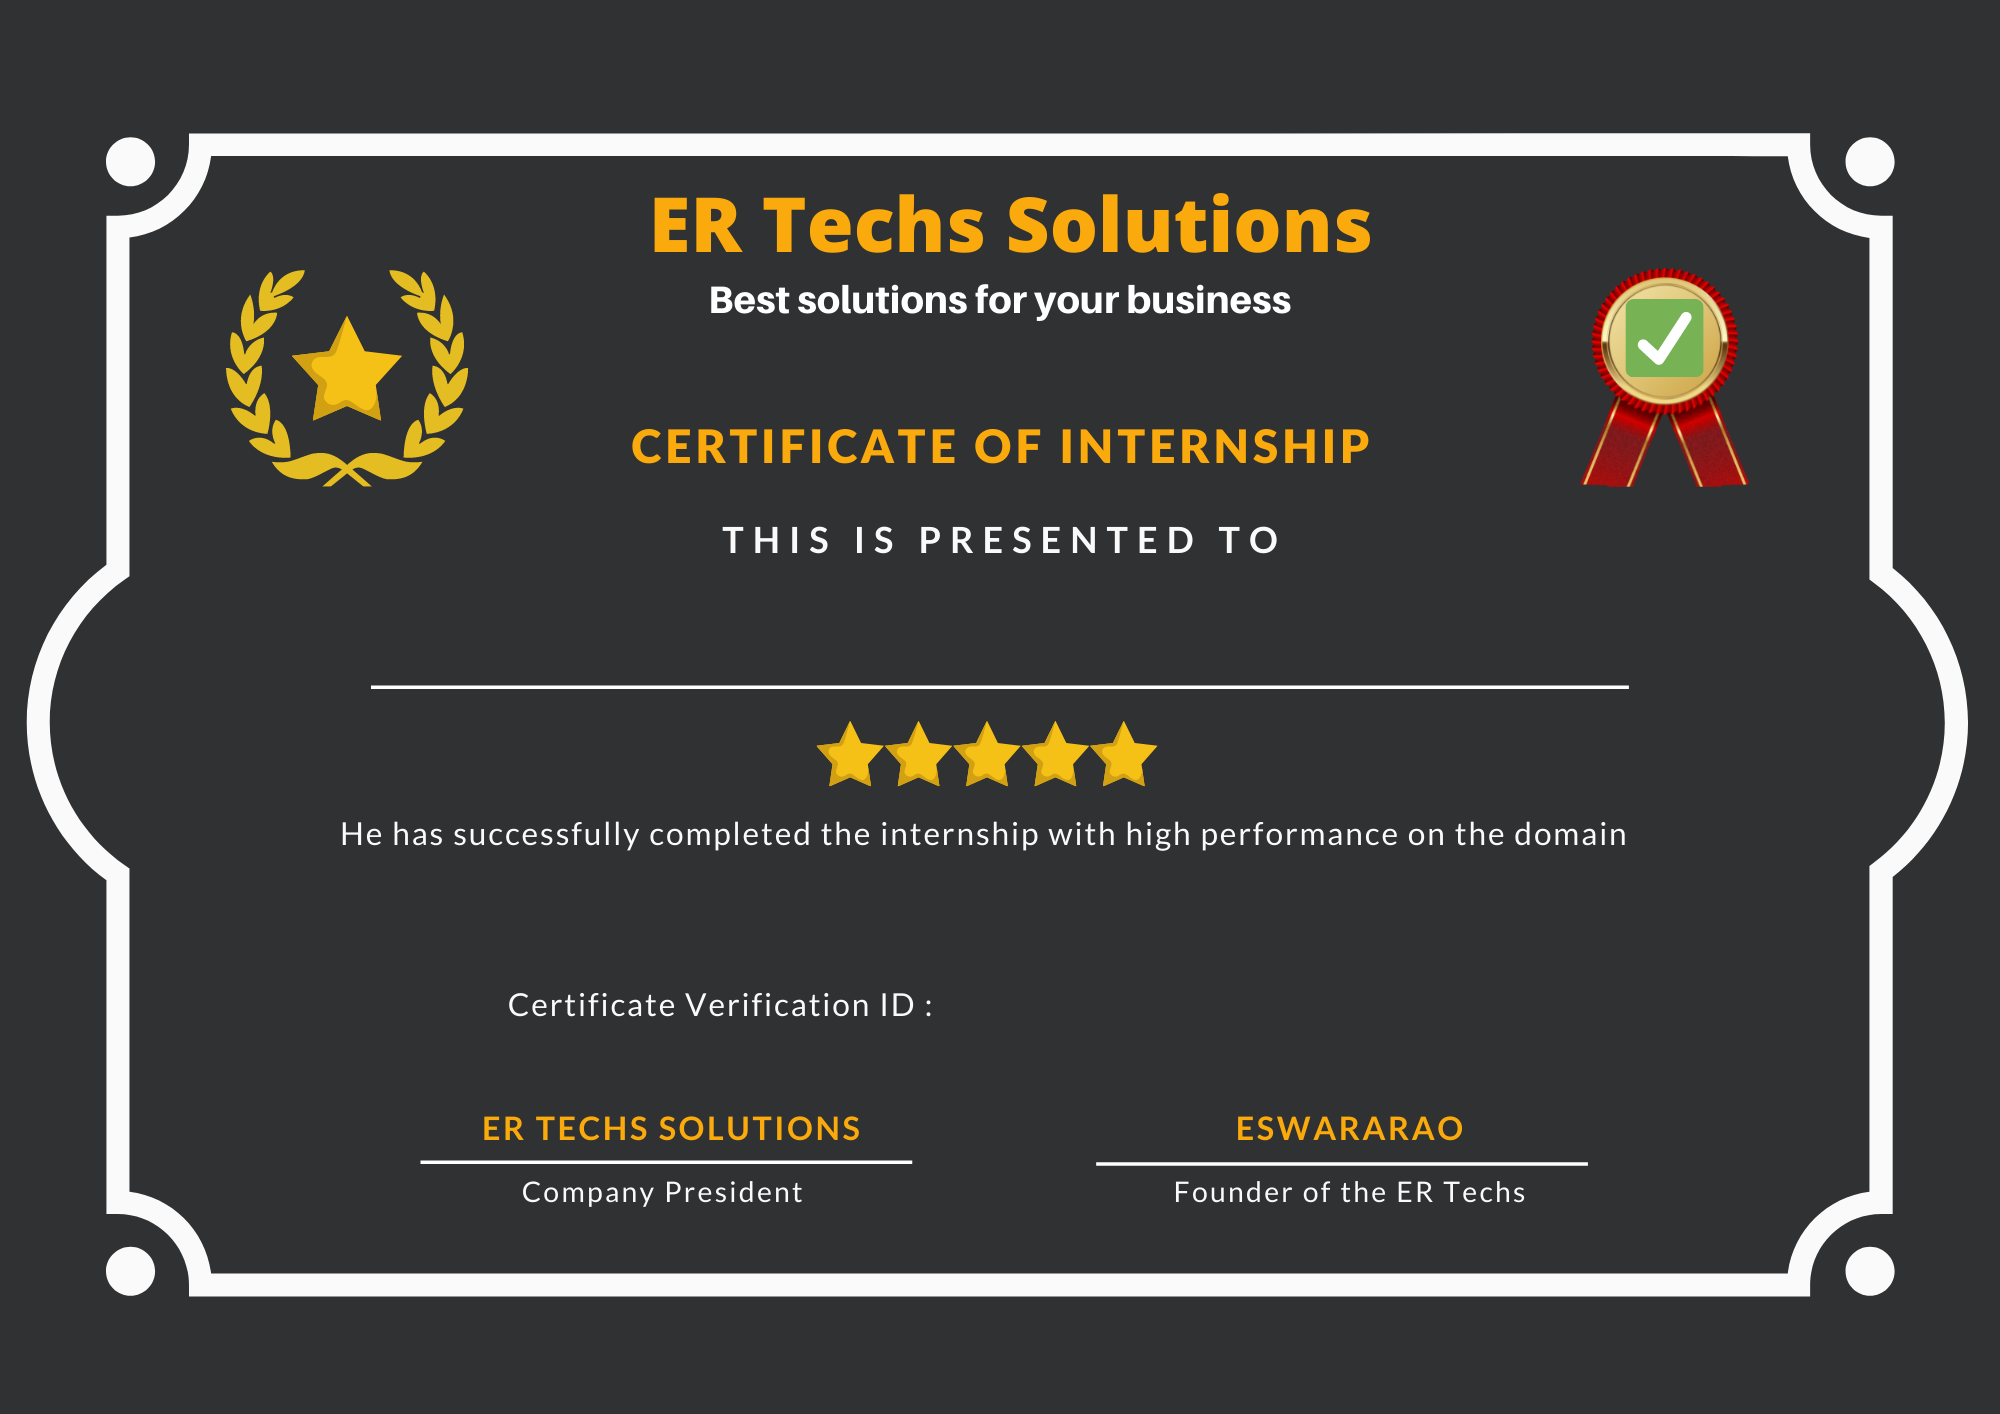 ER Techs Solutions
Best solutions for your business
CERTIFICATE OF INTERNSHIP
THIS IS PRESENTED TO
He has successfully completed the internship with high performance on the domain
Certificate Verification ID :
ER TECHS SOLUTIONS
Company President
ESWARARAO
Founder of the ER Techs